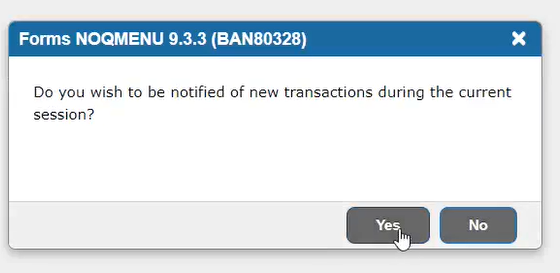 Forms NOQMENU 9.3.3 (BAN80328)
Do you wish to be notified of new transactions during the current
session?
Yes
No